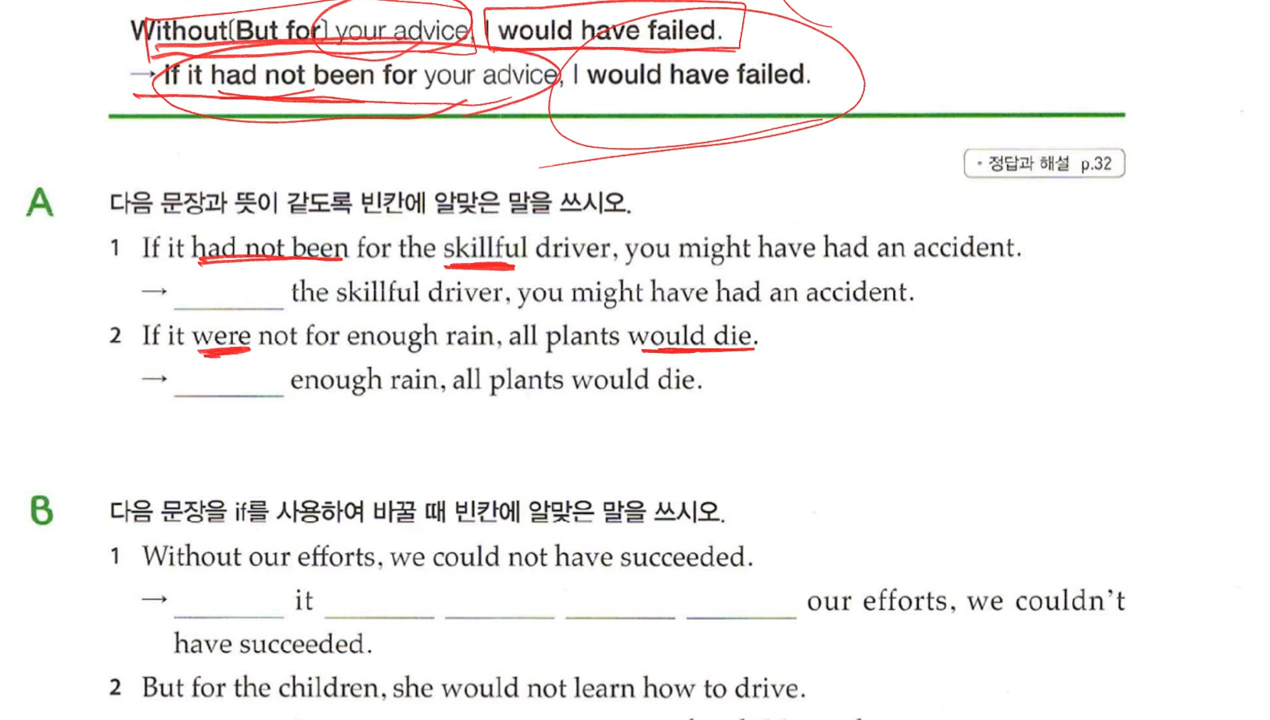 Without[But for] your advice, I would have failed.
→ If it had not been for your advice, I would have failed.
• 정답과 해설 p.32
A 다음 문장과 뜻이 같도록 빈칸에 알맞은 말을 쓰시오.
1 If it had not been for the skillful driver, you might have had an accident.
→ ________ the skillful driver, you might have had an accident.
2 If it were not for enough rain, all plants would die.
→ ________ enough rain, all plants would die.
B 다음 문장을 if를 사용하여 바꿀 때 빈칸에 알맞은 말을 쓰시오.
1 Without our efforts, we could not have succeeded.
→ ________ it ________ ________ ________ ________ our efforts, we couldn't
have succeeded.
2 But for the children, she would not learn how to drive.